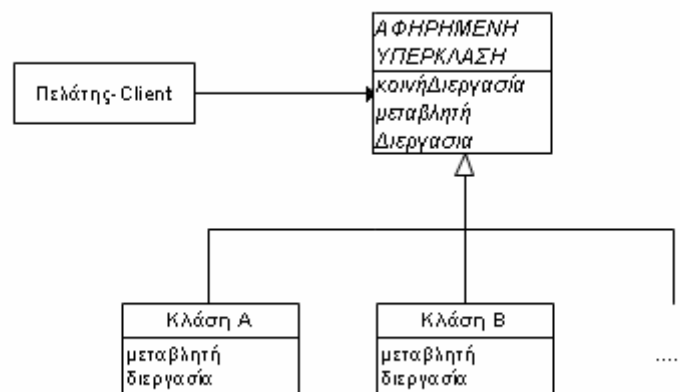 ΑΦΗΡΗΜΕΝΗ
ΥΠΕΡΚΛΑΣΗ
κοινήΔιεργασία
μεταβλητή
Διεργασια
Πελάτης- Client
Κλάση Α
μεταβλητή
διεργασία
Κλάση Β
μεταβλητή
διεργασία
....